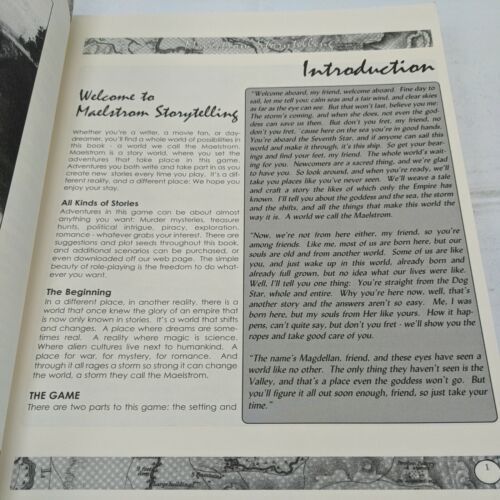 Maelstrom Storytelling
Introduction
Welcome to
Maelstrom Storytelling
Whether you're a writer, a movie fan, or day-
dreamer, you'll find a whole world of possibilities in
this book - a world we call the Maelstrom.
Maelstrom is a story world, where you set the
adventures that take place in this game.
Adventures you both write and take part in as you
create new stories every time you play. It's a dif-
ferent reality, and a different place: We hope you
enjoy your stay.
All Kinds of Stories
Adventures in this game can be about almost
anything you want: Murder mysteries, treasure
hunts, political intrigue, piracy, exploration,
romance - whatever grabs your interest. There are
suggestions and plot seeds throughout this book,
and additional scenarios can be purchased, or
even downloaded off our web page. The simple
beauty of role-playing is the freedom to do what-
ever you want.
The Beginning
In a different place, in another reality, there is a
world that once knew the glory of an empire that
is now only known in stories. It's a world that shifts
and changes. A place where dreams are some-
times real. A reality where magic is science.
Where alien cultures live next to humankind. A
place for war, for mystery, for romance. And
through it all rages a storm so strong it can change
the world, a storm they call the Maelstrom.
THE GAME
There are two parts to this game: the setting and
"Welcome aboard, my friend, welcome aboard. Fine day to
sail, let me tell you: calm seas and a fair wind, and clear skies
as far as the eye can see. But that won't last, believe you me:
The storm's coming, and when she does, not even the god-
dess can save us then. But don't you fret, my friend, no
don't you fret, 'cause here on the sea you're in good hands.
You're aboard the Seventh Star, and if anyone can sail this
world and make it through, it's this ship. So get your bear-
ings and find your feet, my friend. The whole world's wait-
ing for you. Newcomers are a sacred thing, and we're glad
to have you. So look around, and when you're ready, we'll
take you places like you've never seen. We'll weave a tale
and craft a story the likes of which only the Empire has
known. I'll tell you about the goddess and the sea, the storm
and the shifts, and all the things that make this world the
way it is. A world we call the Maelstrom.
"Now, we're not from here either, my friend, so you're
among friends. Like me, most of us are born here, but our
souls are old and from another world. Some of us are like
you, and just wake up in this world, already born and
already full grown, but no idea what our lives were like.
Well, I'll tell you one thing: You're straight from the Dog
Star, whole and entire. Why you're here now, well, that's
another story and the answers aren't so easy. Me, I was
born here, but my souls from Her like yours. How it hap-
pens, can't quite say, but don't you fret - we'll show you the
ropes and take good care of you.
"The name's Magdellan, friend, and these eyes have seen a
world like no other. The only thing they haven't seen is the
Valley, and that's a place even the goddess won't go. But
you'll figure it all out soon enough, friend, so just take your
time."
1